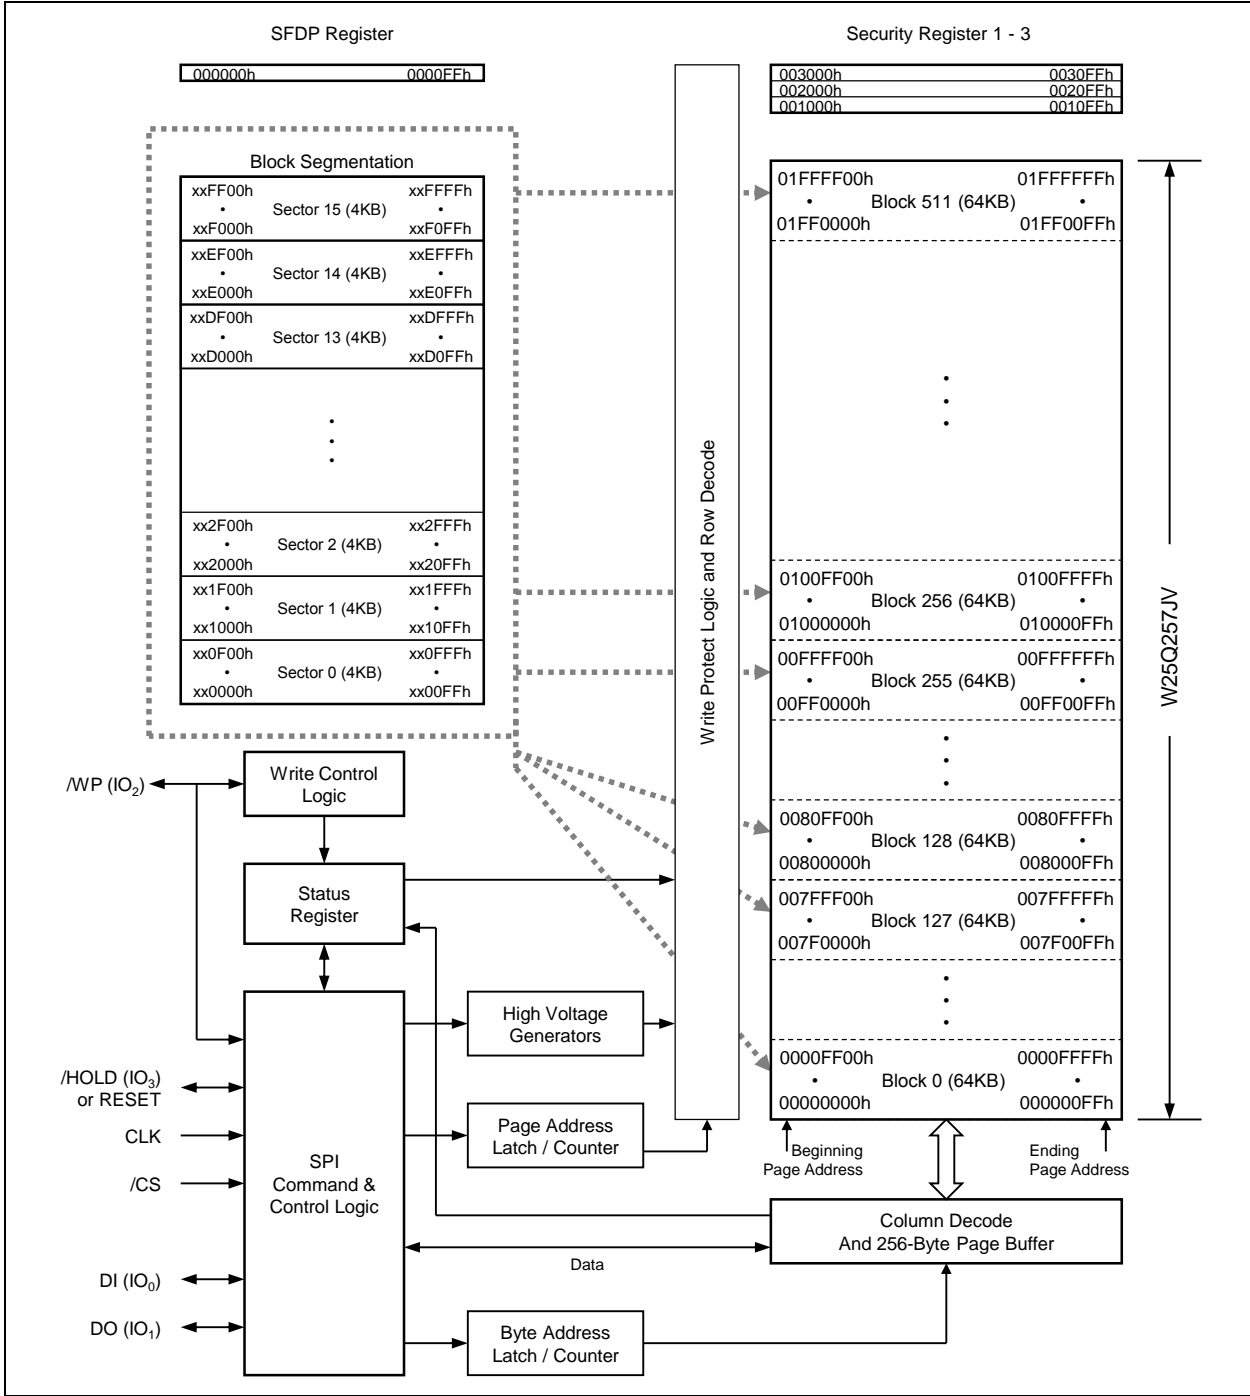 SFDP Register
000000h 0000FFh
Security Register 1 - 3
003000h 0030FFh
002000h 0020FFh
001000h 0010FFh
Block Segmentation
xxFF00h xxFFFFh
• Sector 15 (4KB) •
xxF000h xxF0FFh
xxEF00h xxEFFFh
• Sector 14 (4KB) •
xxE000h xxE0FFh
xxDF00h xxDFFFh
• Sector 13 (4KB) •
xxD000h xxD0FFh
xx2F00h xx2FFFh
• Sector 2 (4KB) •
xx2000h xx20FFh
xx1F00h xx1FFFh
• Sector 1 (4KB) •
xx1000h xx10FFh
xx0F00h xx0FFFh
• Sector 0 (4KB) •
xx0000h xx00FFh
Write Protect Logic and Row Decode
01FFFF00h 01FFFFFFh
• Block 511 (64KB) •
01FF0000h 01FF00FFh
0100FF00h 0100FFFFh
• Block 256 (64KB) •
01000000h 010000FFh
00FFFF00h 00FFFFFFh
• Block 255 (64KB) •
00FF0000h 00FF00FFh
0080FF00h 0080FFFFh
• Block 128 (64KB) •
00800000h 008000FFh
007FFF00h 007FFFFFh
• Block 127 (64KB) •
007F0000h 007F00FFh
0000FF00h 0000FFFFh
• Block 0 (64KB) •
00000000h 000000FFh
W25Q257JV
Beginning
Page Address
Ending
Page Address
/WP (IO2)
Write Control
Logic
Status
Register
High Voltage
Generators
/HOLD (IO3)
or RESET
CLK
/CS
DI (IO0)
DO (IO1)
SPI
Command &
Control Logic
Page Address
Latch / Counter
Column Decode
And 256-Byte Page Buffer
Data
Byte Address
Latch / Counter